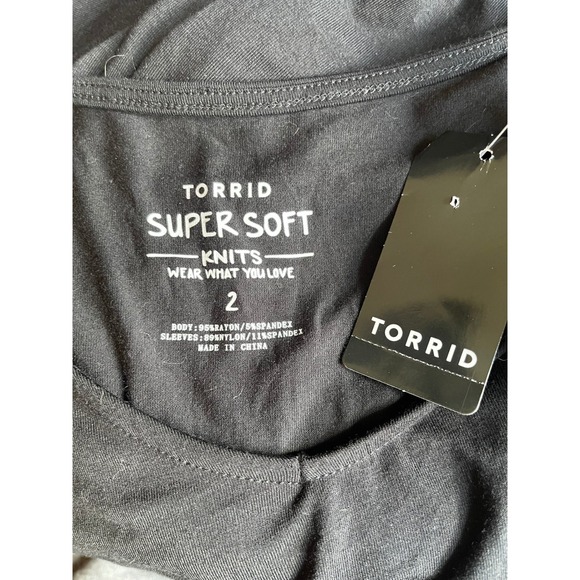 TORRID
SUPER SOFT
KNITS
WEAR WHAT YOU LOVE
2
BODY:95%RAYON/5%SPANDEX
SLEEVES:89%NYLON/11%SPANDEX
MADE IN CHINA
TORRID